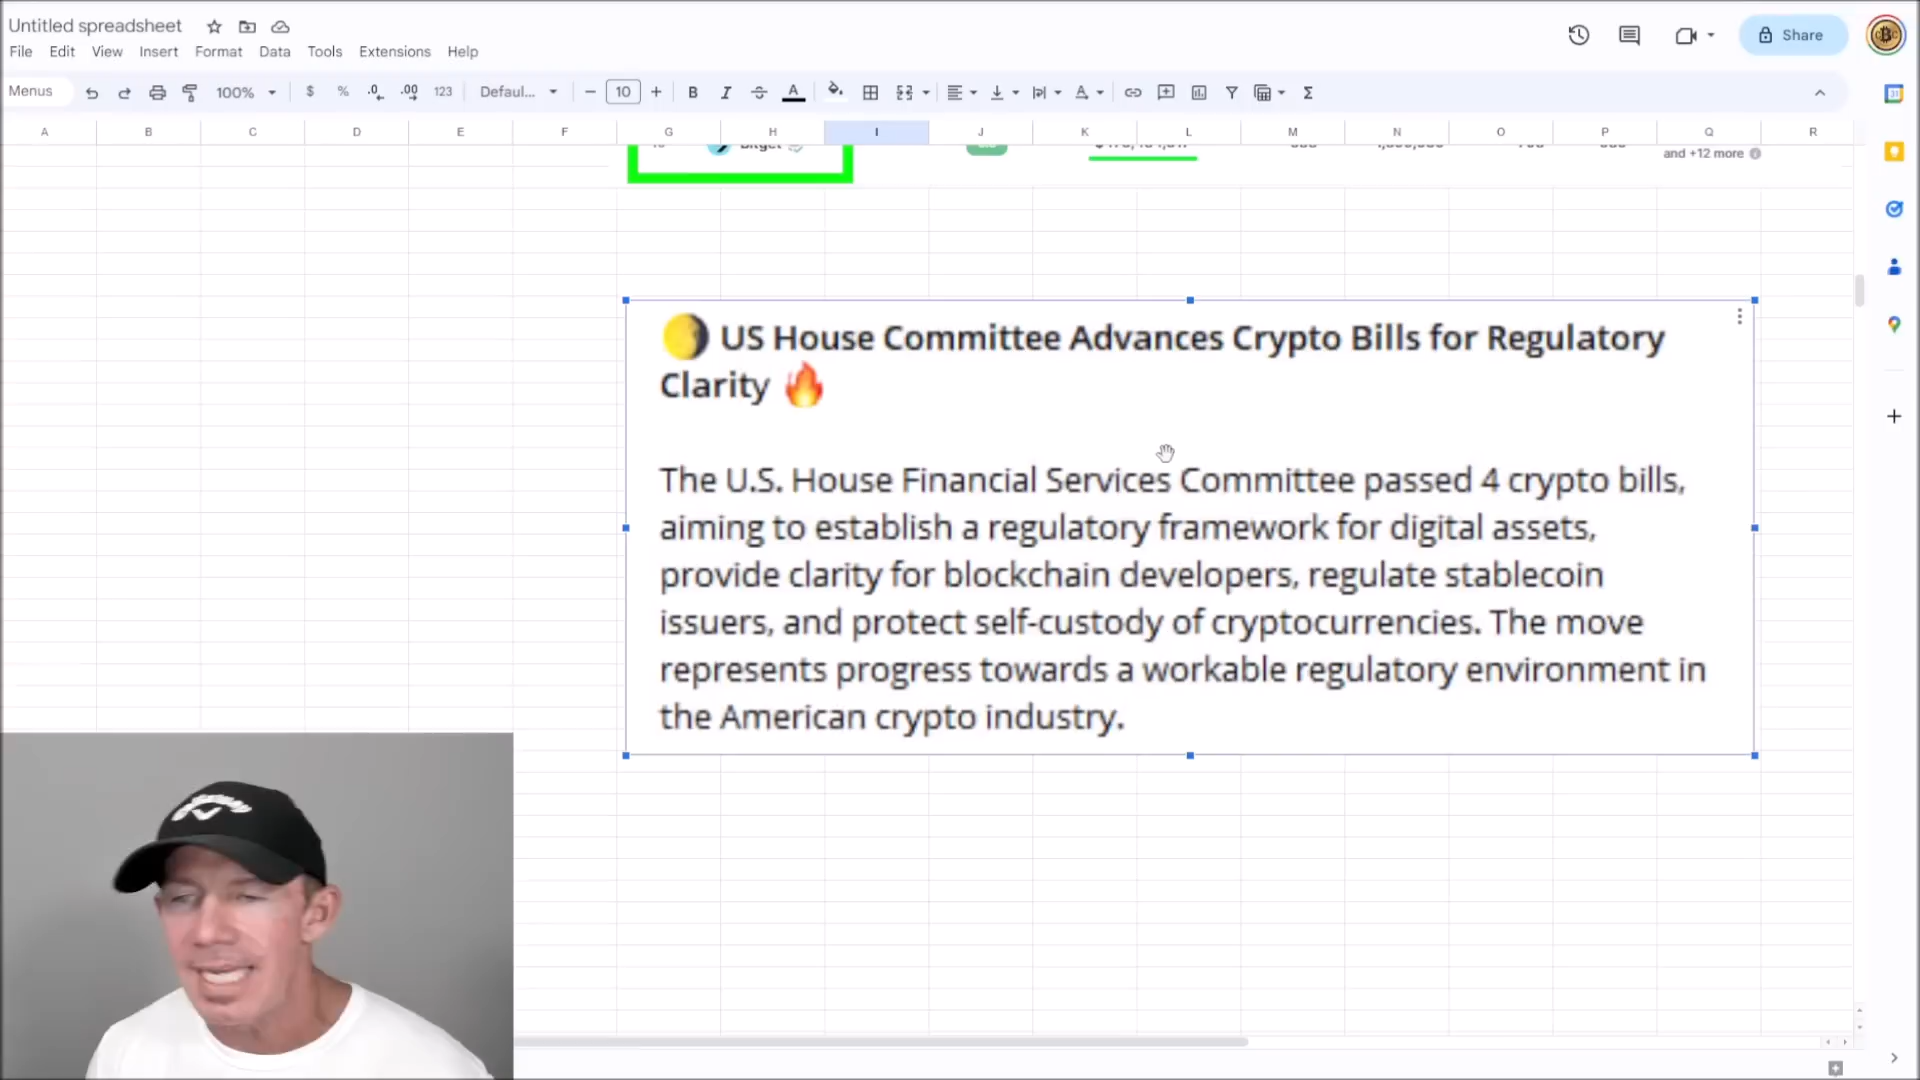 Untitled spreadsheet
File Edit View Insert Format Data Tools Extensions Help
Share
Menus 100% $ % .0 .00 123 Defaul... 10 B I A
A B C D E F G H I J K L M N O P Q R
Bitget
and +12 more
US House Committee Advances Crypto Bills for Regulatory
Clarity
The U.S. House Financial Services Committee passed 4 crypto bills,
aiming to establish a regulatory framework for digital assets,
provide clarity for blockchain developers, regulate stablecoin
issuers, and protect self-custody of cryptocurrencies. The move
represents progress towards a workable regulatory environment in
the American crypto industry.